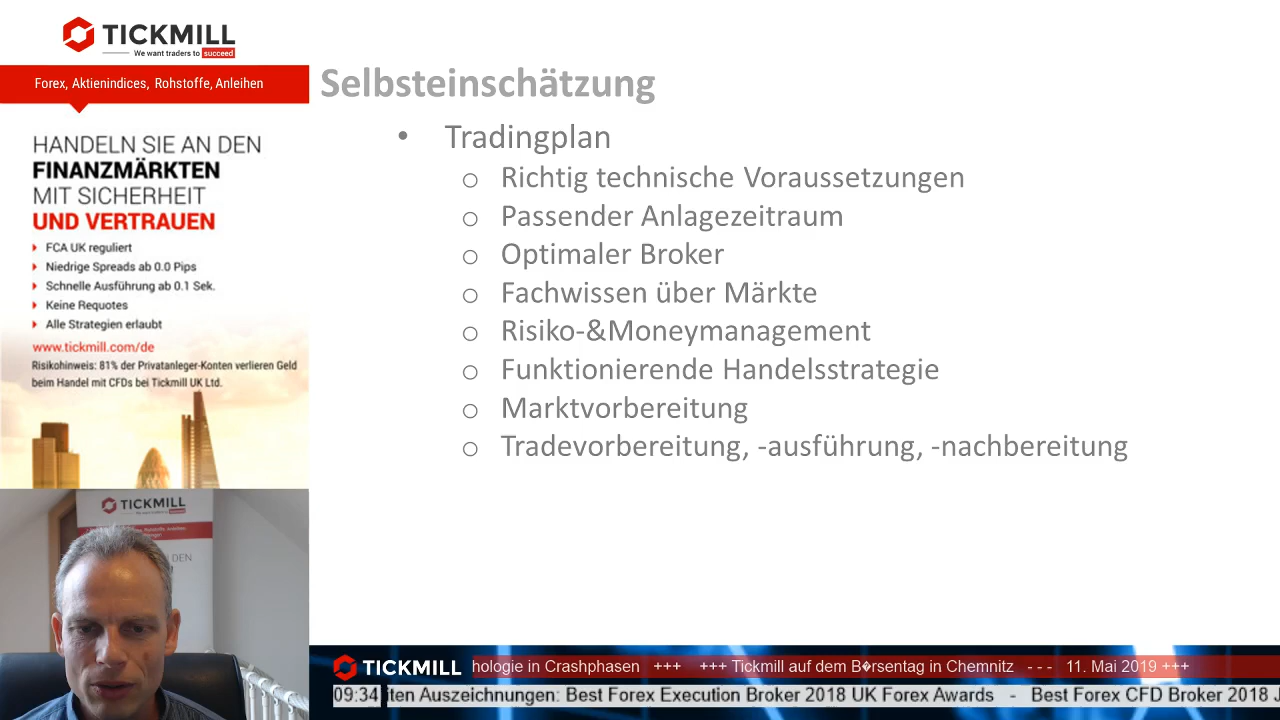 TICKMILL
We want traders to succeed
Forex, Aktienindices, Rohstoffe, Anleihen
HANDELN SIE AN DEN
FINANZMÄRKTEN
MIT SICHERHEIT
UND VERTRAUEN
FCA UK reguliert
Niedrige Spreads ab 0.0 Pips
Schnelle Ausführung ab 0.1 Sek.
Keine Requotes
Alle Strategien erlaubt
www.tickmill.com/de
Risikohinweis: 81% der Privatanleger-Konten verlieren Geld
beim Handel mit CFDs bei Tickmill UK Ltd.
Selbsteinschätzung
• Tradingplan
o Richtig technische Voraussetzungen
o Passender Anlagezeitraum
o Optimaler Broker
o Fachwissen über Märkte
o Risiko-&Moneymanagement
o Funktionierende Handelsstrategie
o Marktvorbereitung
o Tradevorbereitung, -ausführung, -nachbereitung
TICKMILL
TICKMILL
hologie in Crashphasen +++ +++ Tickmill auf dem B�rsentag in Chemnitz - - - 11. Mai 2019 +++
09:34 iten Auszeichnungen: Best Forex Execution Broker 2018 UK Forex Awards - Best Forex CFD Broker 2018 J